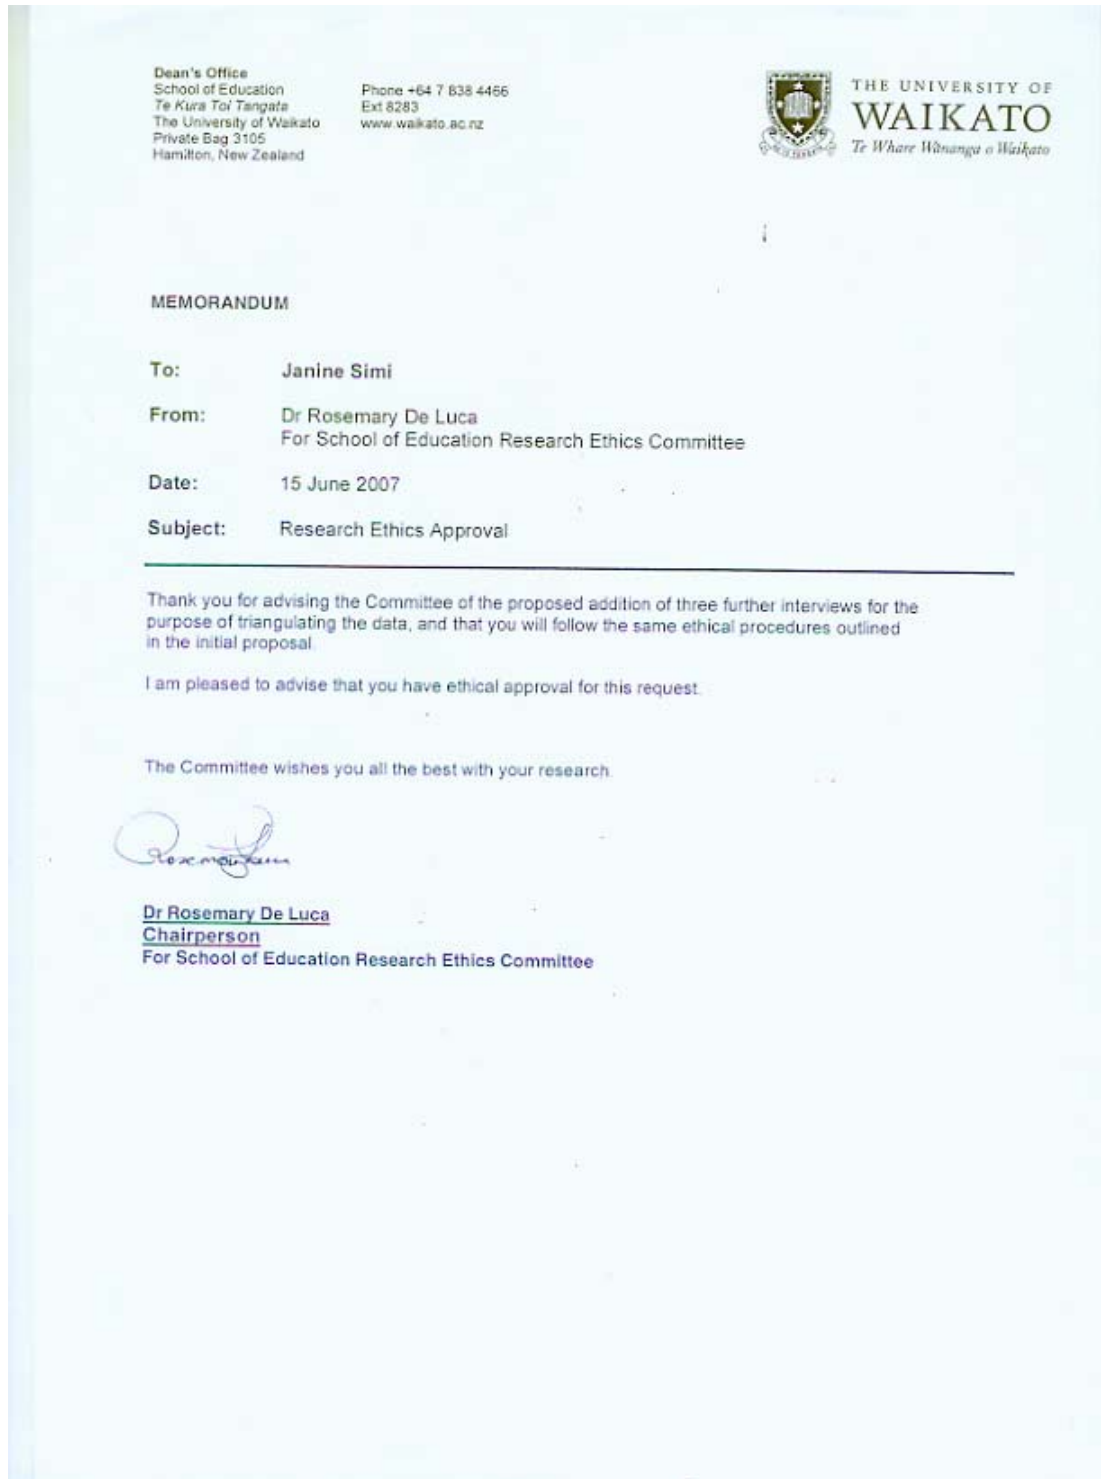 Dean's Office
School of Education
Te Kura Toi Tangata
The University of Waikato
Private Bag 3105
Hamilton, New Zealand
Phone +64 7 838 4466
Ext 8283
www.waikato.ac.nz
THE UNIVERSITY OF
WAIKATO
Te Whare Wānanga o Waikato
MEMORANDUM
To: Janine Simi
From: Dr Rosemary De Luca
For School of Education Research Ethics Committee
Date: 15 June 2007
Subject: Research Ethics Approval
Thank you for advising the Committee of the proposed addition of three further interviews for the
purpose of triangulating the data, and that you will follow the same ethical procedures outlined
in the initial proposal.
I am pleased to advise that you have ethical approval for this request.
The Committee wishes you all the best with your research.
Dr Rosemary De Luca
Chairperson
For School of Education Research Ethics Committee